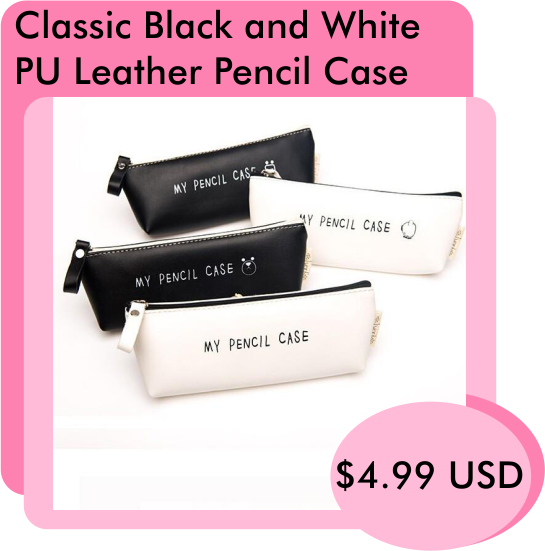 Classic Black and White
PU Leather Pencil Case
MY PENCIL CASE
MY PENCIL CASE
MY PENCIL CASE
MY PENCIL CASE
$4.99 USD